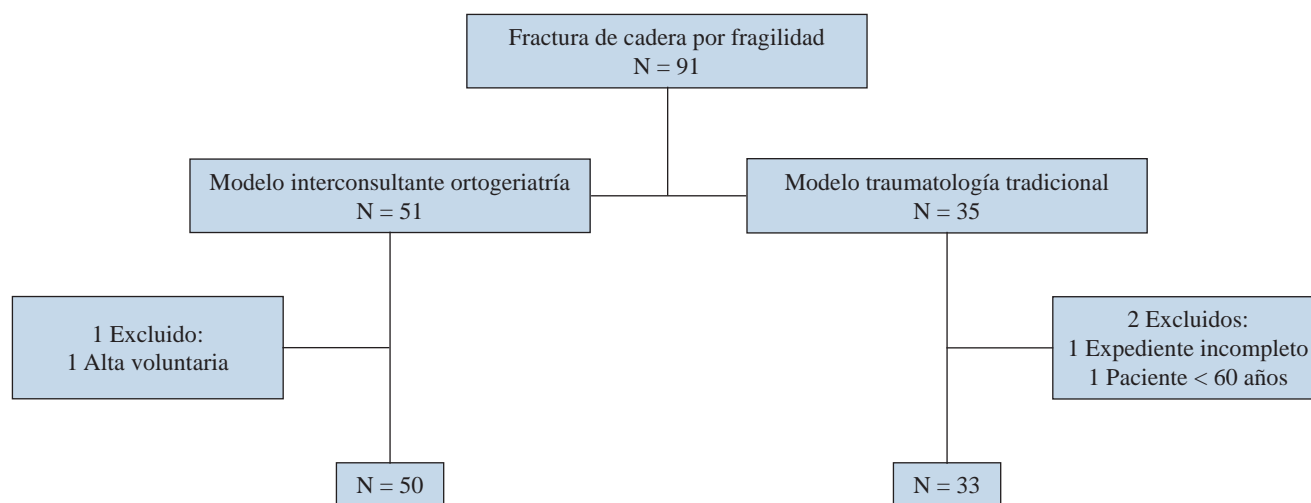 Fractura de cadera por fragilidad
N = 91
Modelo interconsultante ortogeriatría
N = 51
Modelo traumatología tradicional
N = 35
1 Excluido:
1 Alta voluntaria
2 Excluidos:
1 Expediente incompleto
1 Paciente < 60 años
N = 50
N = 33